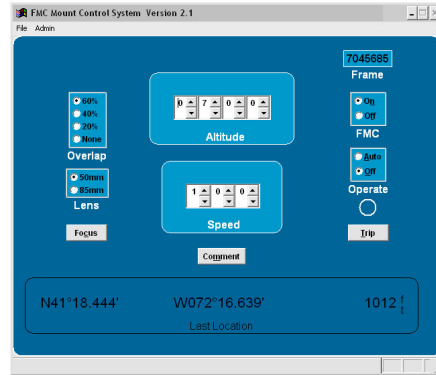 FMC Mount Control System Version 2.1
File Admin
7045685
Frame
60%
40%
20%
None
Overlap
0 7 0 0
Altitude
On
Off
FMC
50mm
85mm
Lens
1 0 0
Speed
Auto
Off
Operate
Focus
Trip
Comment
N41°18.444' W072°16.639' 1012 ft
Last Location